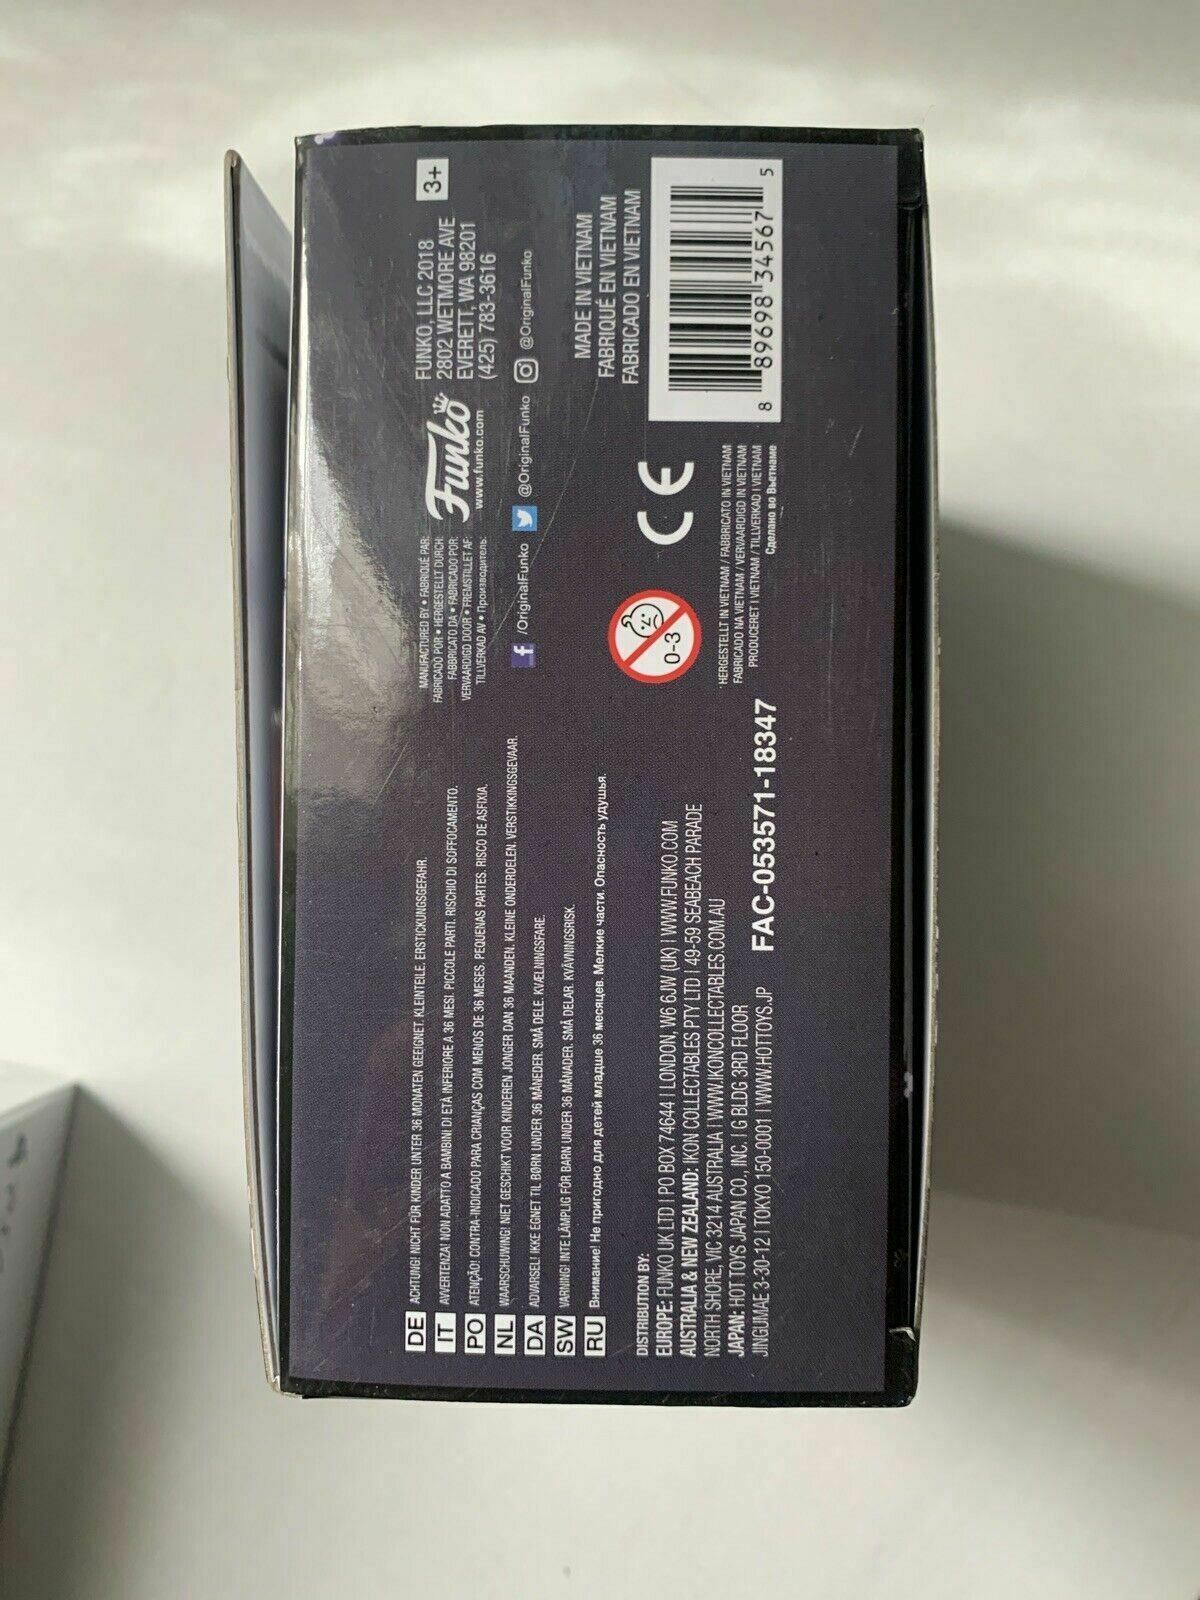 DE ACHTUNG! NICHT FÜR KINDER UNTER 36 MONATEN GEEIGNET. KLEINTEILE. ERSTICKUNGSGEFAHR.
IT AVVERTENZA! NON ADATTO A BAMBINI DI ETÀ INFERIORE A 36 MESI. PICCOLE PARTI. RISCHIO DI SOFFOCAMENTO.
PO ATENÇÃO! CONTRA-INDICADO PARA CRIANÇAS COM MENOS DE 36 MESES. PEQUENAS PARTES. RISCO DE ASFIXIA.
NL WAARSCHUWING! NIET GESCHIKT VOOR KINDEREN JONGER DAN 36 MAANDEN. KLEINE ONDERDELEN. VERSTIKKINGSGEVAAR.
DA ADVARSEL! IKKE EGNET TIL BØRN UNDER 36 MÅNEDER. SMÅ DELE. KVÆLNINGSFARE.
SW VARNING! INTE LÄMPLIG FÖR BARN UNDER 36 MÅNADER. SMÅ DELAR. KVÄVNINGSRISK.
RU Внимание! Не пригодно для детей младше 36 месяцев. Мелкие части. Опасность удушья.
DISTRIBUTION BY:
EUROPE: FUNKO UK LTD | PO BOX 74644 | LONDON, W6 6JW (UK) | WWW.FUNKO.COM
AUSTRALIA & NEW ZEALAND: IKON COLLECTABLES PTY LTD | 49-59 SEABEACH PARADE
NORTH SHORE, VIC 3214 AUSTRALIA | WWW.IKONCOLLECTABLES.COM.AU
JAPAN: HOT TOYS JAPAN CO., INC. | G BLDG 3RD FLOOR
JINGUMAE 3-30-12 | TOKYO 150-0001 | WWW.HOTTOYS.JP
FAC-053571-18347
MANUFACTURED BY • FABRIQUÉ PAR:
FABRICADO POR • HERGESTELLT DURCH:
FABBRICATO DA • FABRICADO POR:
VERVAARDIGD DOOR • FREMSTILLET AF:
TILLVERKAD AV • Производитель:
Funko
www.funko.com
FUNKO, LLC 2018
2802 WETMORE AVE
EVERETT, WA 98201
(425) 783-3616
3+
/OriginalFunko @OriginalFunko @OriginalFunko
0-3
CE
MADE IN VIETNAM
FABRIQUÉ EN VIETNAM
FABRICADO EN VIETNAM
HERGESTELLT IN VIETNAM / FABBRICATO IN VIETNAM
FABRICADO NA VIETNAM / VERVAARDIGD IN VIETNAM
PRODUCERET I VIETNAM / TILLVERKAD I VIETNAM
Сделано во Вьетнаме
8 89698 34567 5